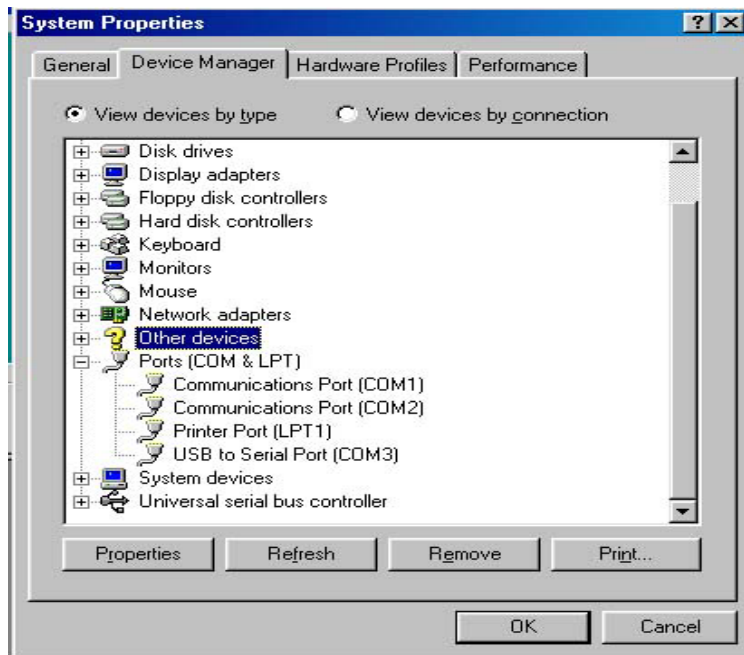 System Properties
General Device Manager Hardware Profiles Performance
View devices by type View devices by connection
Disk drives
Display adapters
Floppy disk controllers
Hard disk controllers
Keyboard
Monitors
Mouse
Network adapters
Other devices
Ports (COM & LPT)
Communications Port (COM1)
Communications Port (COM2)
Printer Port (LPT1)
USB to Serial Port (COM3)
System devices
Universal serial bus controller
Properties Refresh Remove Print...
OK Cancel